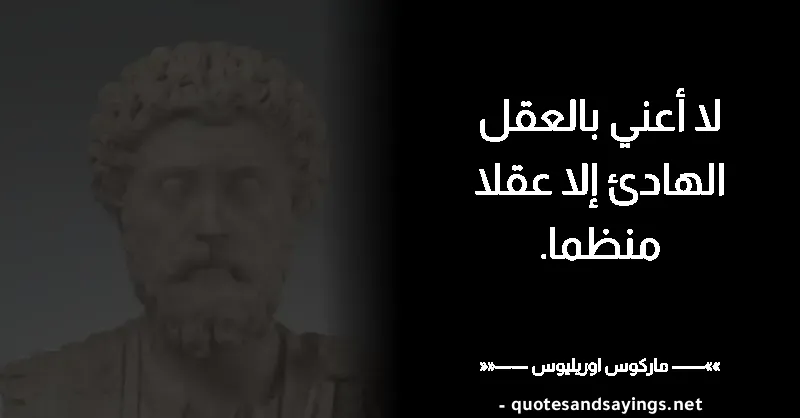 لا أعني بالعقل
الهادئ إلا عقلا
منظما.
»»—— ماركوس اوريليوس ——««
- quotesandsayings.net